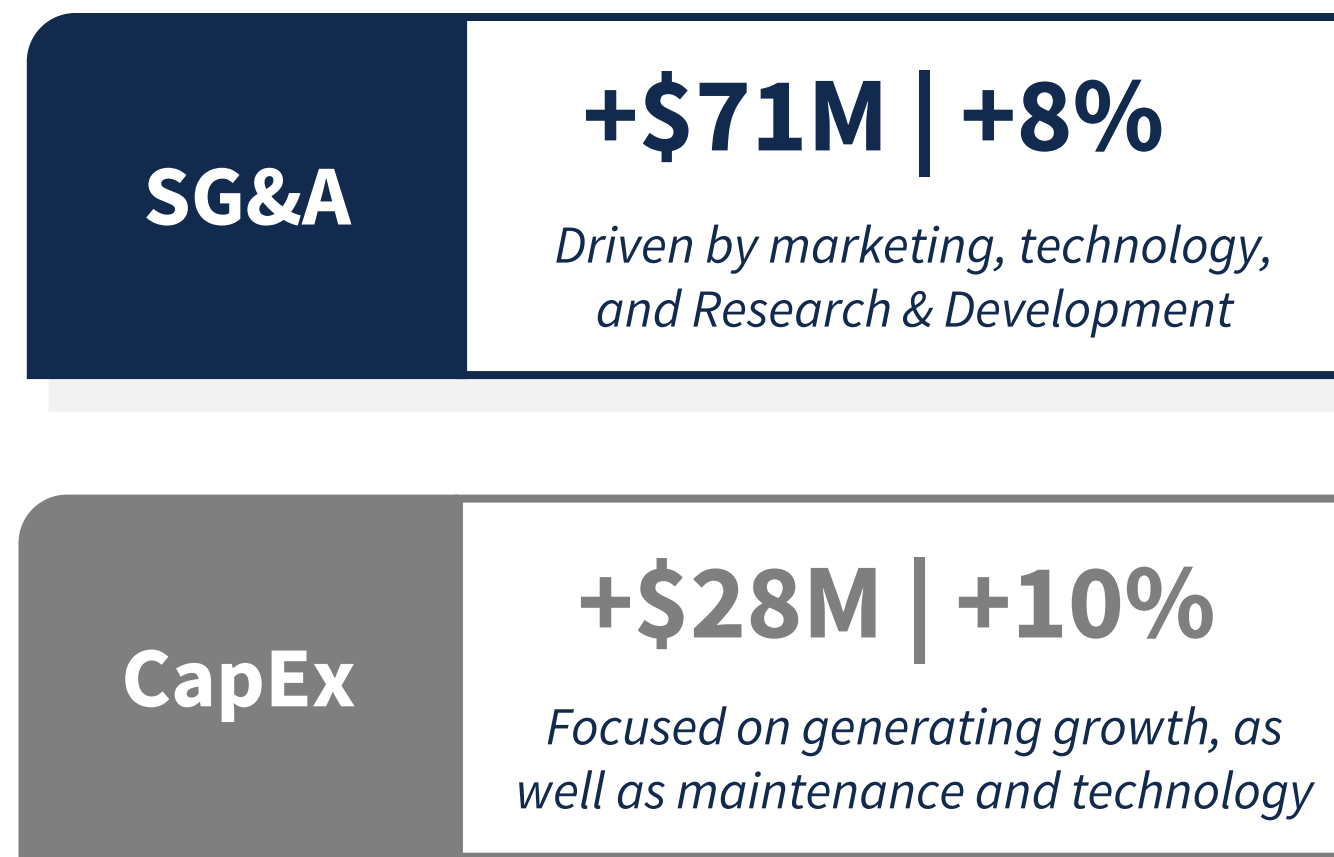 SG&A
+$71M | +8%
Driven by marketing, technology,
and Research & Development
CapEx
+$28M | +10%
Focused on generating growth, as
well as maintenance and technology